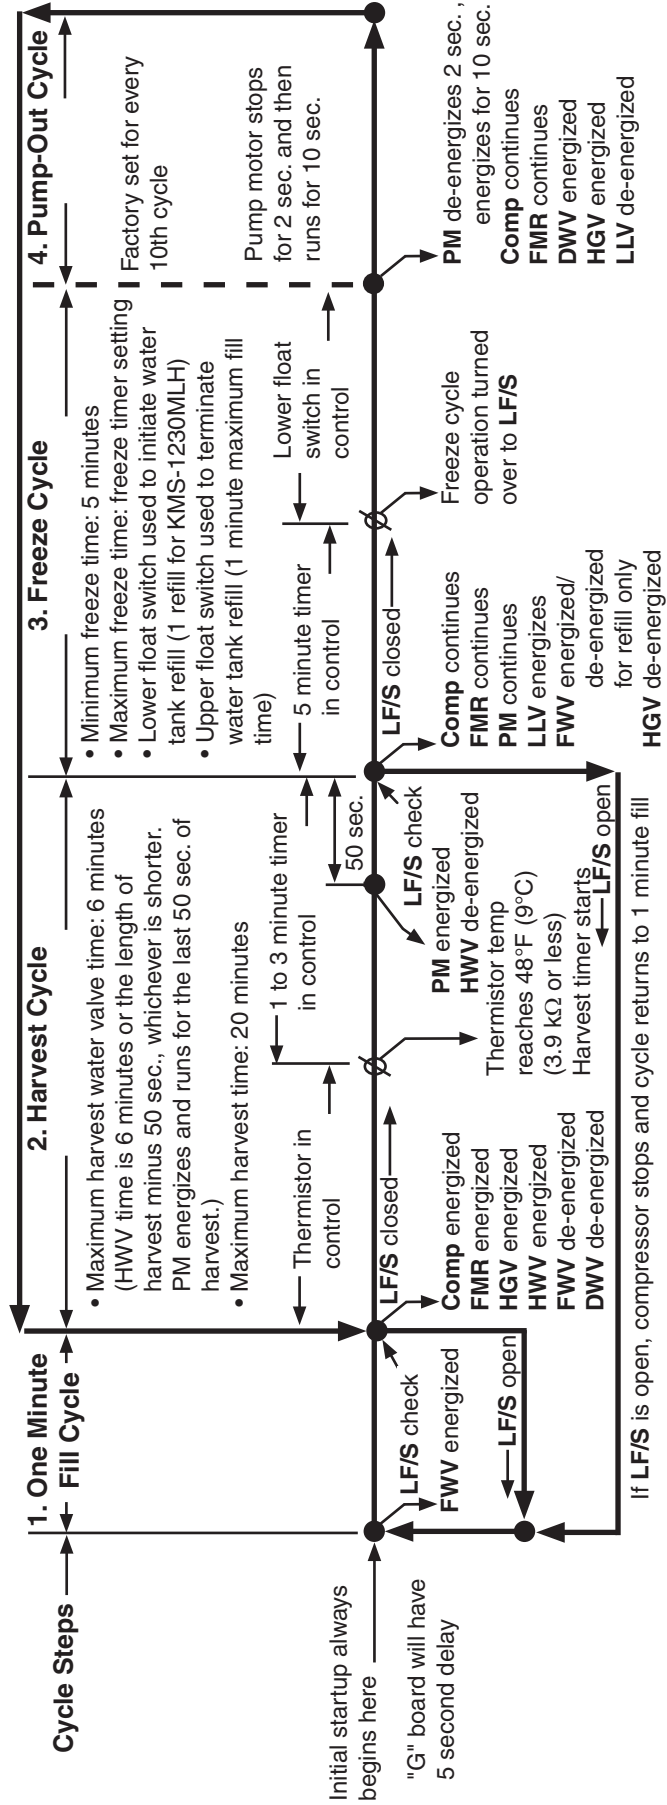 Cycle Steps
1. One Minute
Fill Cycle
2. Harvest Cycle
3. Freeze Cycle
4. Pump-Out Cycle
• Maximum harvest water valve time: 6 minutes
(HWV time is 6 minutes or the length of
harvest minus 50 sec., whichever is shorter.
PM energizes and runs for the last 50 sec. of
harvest.)
• Maximum harvest time: 20 minutes
• Minimum freeze time: 5 minutes
• Maximum freeze time: freeze timer setting
• Lower float switch used to initiate water
tank refill (1 refill for KMS-1230MLH)
• Upper float switch used to terminate
water tank refill (1 minute maximum fill
time)
Factory set for every
10th cycle
Pump motor stops
for 2 sec. and then
runs for 10 sec.
Thermistor in
control
1 to 3 minute timer
in control
50 sec.
5 minute timer
in control
Lower float
switch in
control
Initial startup always
begins here
"G" board will have
5 second delay
LF/S check
FWV energized
LF/S open
LF/S closed
Comp energized
FMR energized
HGV energized
HWV energized
FWV de-energized
DWV de-energized
Thermistor temp
reaches 48°F (9°C)
(3.9 kΩ or less)
Harvest timer starts
PM energized
HWV de-energized
LF/S check
LF/S open
LF/S closed
Comp continues
FMR continues
PM continues
LLV energizes
FWV energized/
de-energized
for refill only
HGV de-energized
Freeze cycle
operation turned
over to LF/S
PM de-energizes 2 sec. ,
energizes for 10 sec.
Comp continues
FMR continues
DWV energized
HGV energized
LLV de-energized
If LF/S is open, compressor stops and cycle returns to 1 minute fill